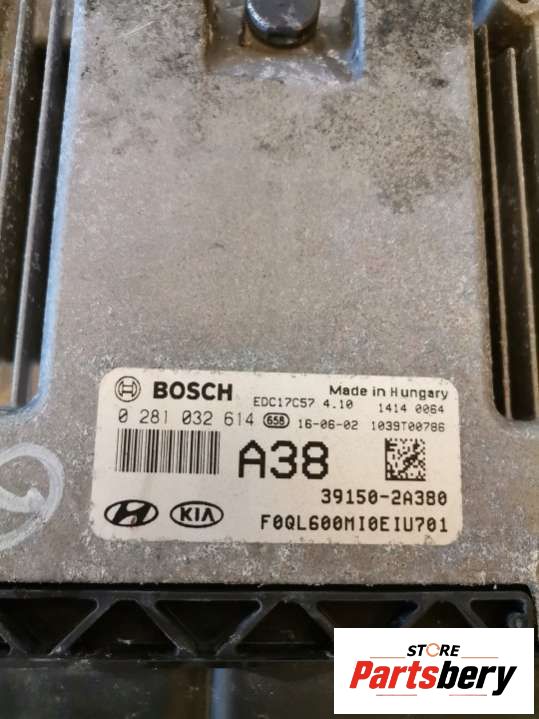 BOSCH EDC17C57 4.10 Made in Hungary
1414 0064
0 281 032 614 658 16-06-02 1039T00786
A38
39150-2A380
KIA F0QL600MI0EIU701
STORE
Partsbery